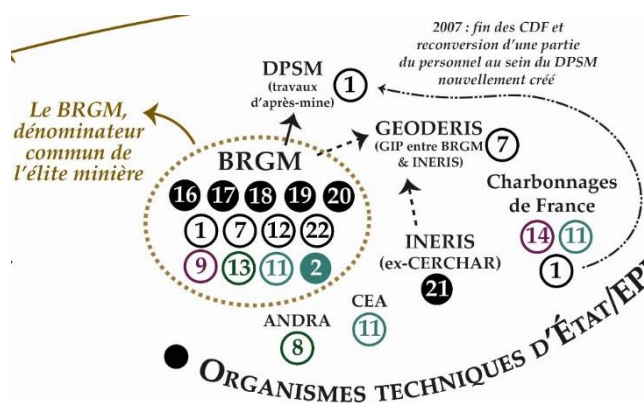 2007 : fin des CDF et
reconversion d'une partie
du personnel au sein du DPSM
nouvellement créé
DPSM
(travaux
d'après-mine)
1
Le BRGM,
dénominateur
commun de
l'élite minière
GEODERIS
(GIP entre BRGM
& INERIS)
7
BRGM
16 17 18 19 20
1 7 12 22
9 13 11 2
Charbonnages
de France
14 11
1
INERIS
(ex-CERCHAR)
21
CEA
11
ANDRA
8
ORGANISMES TECHNIQUES D'ÉTAT/EPI